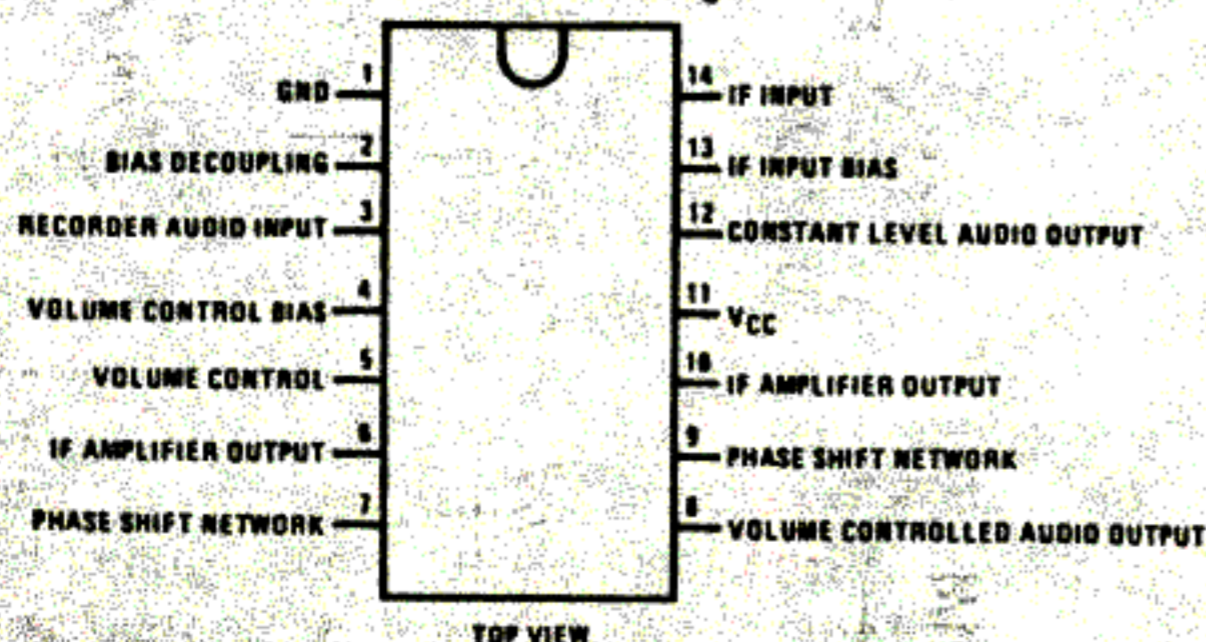 1 14
GND IF INPUT
2 13
BIAS DECOUPLING IF INPUT BIAS
3 12
RECORDER AUDIO INPUT CONSTANT LEVEL AUDIO OUTPUT
4 11
VOLUME CONTROL BIAS VCC
5 10
VOLUME CONTROL IF AMPLIFIER OUTPUT
6 9
IF AMPLIFIER OUTPUT PHASE SHIFT NETWORK
7 8
PHASE SHIFT NETWORK VOLUME CONTROLLED AUDIO OUTPUT
TOP VIEW